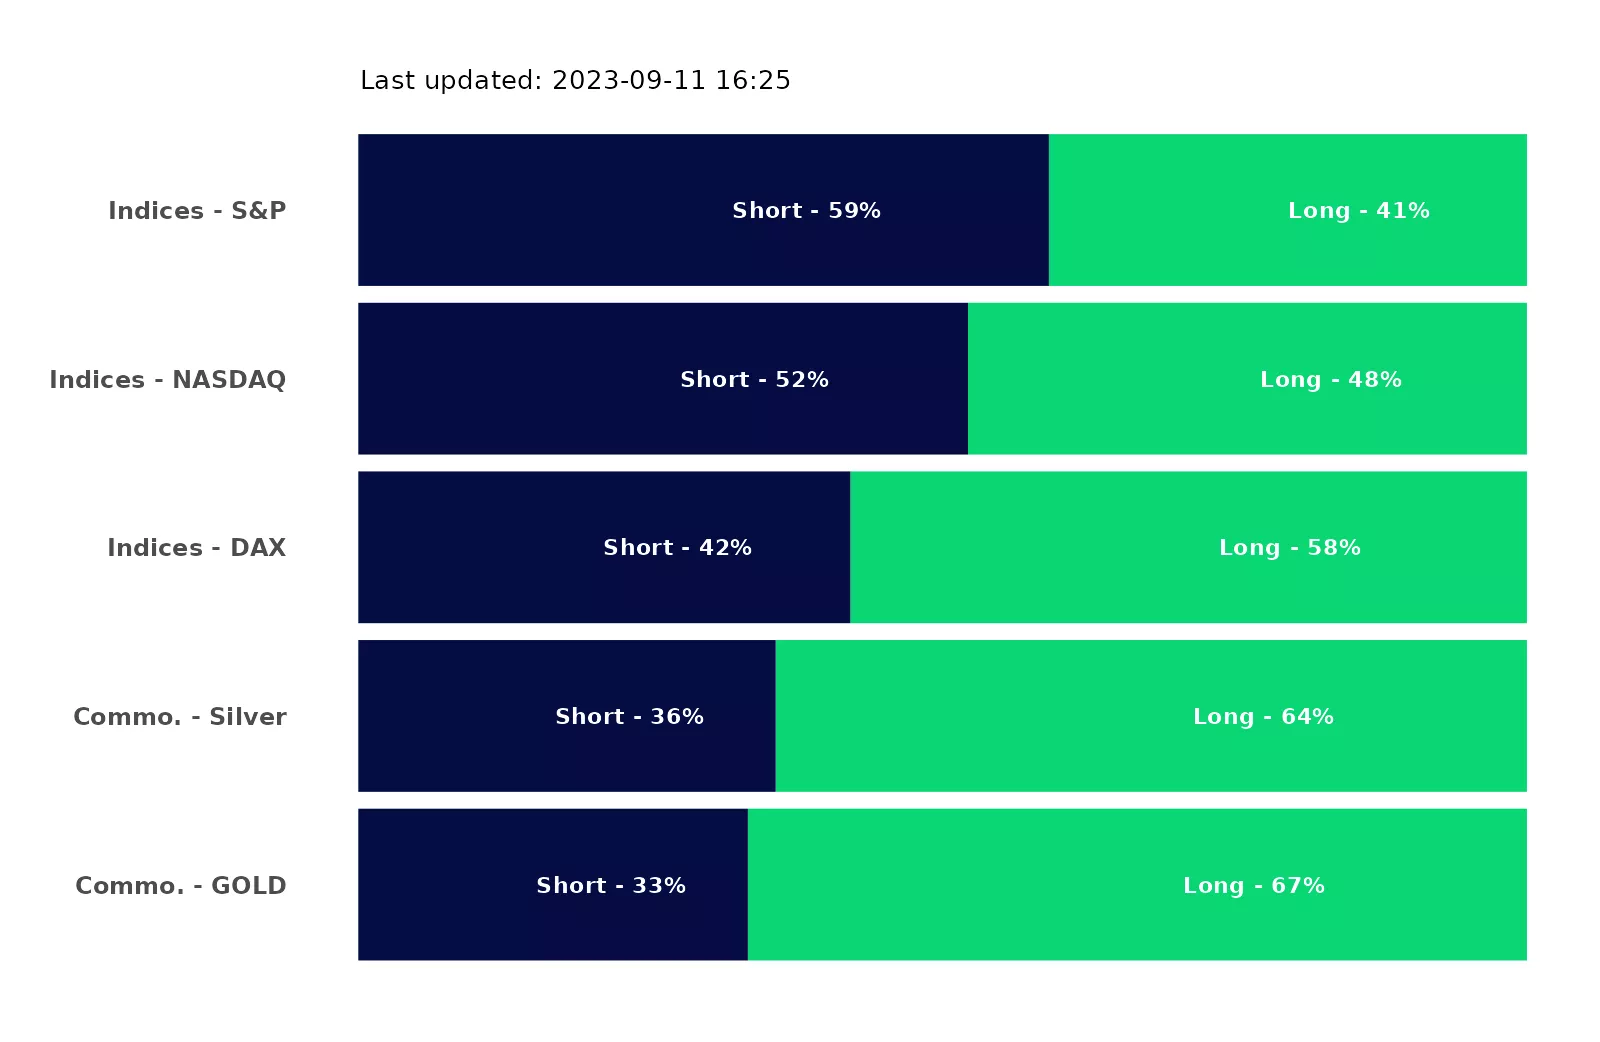 Last updated: 2023-09-11 16:25
Indices - S&P Short - 59% Long - 41%
Indices - NASDAQ Short - 52% Long - 48%
Indices - DAX Short - 42% Long - 58%
Commo. - Silver Short - 36% Long - 64%
Commo. - GOLD Short - 33% Long - 67%